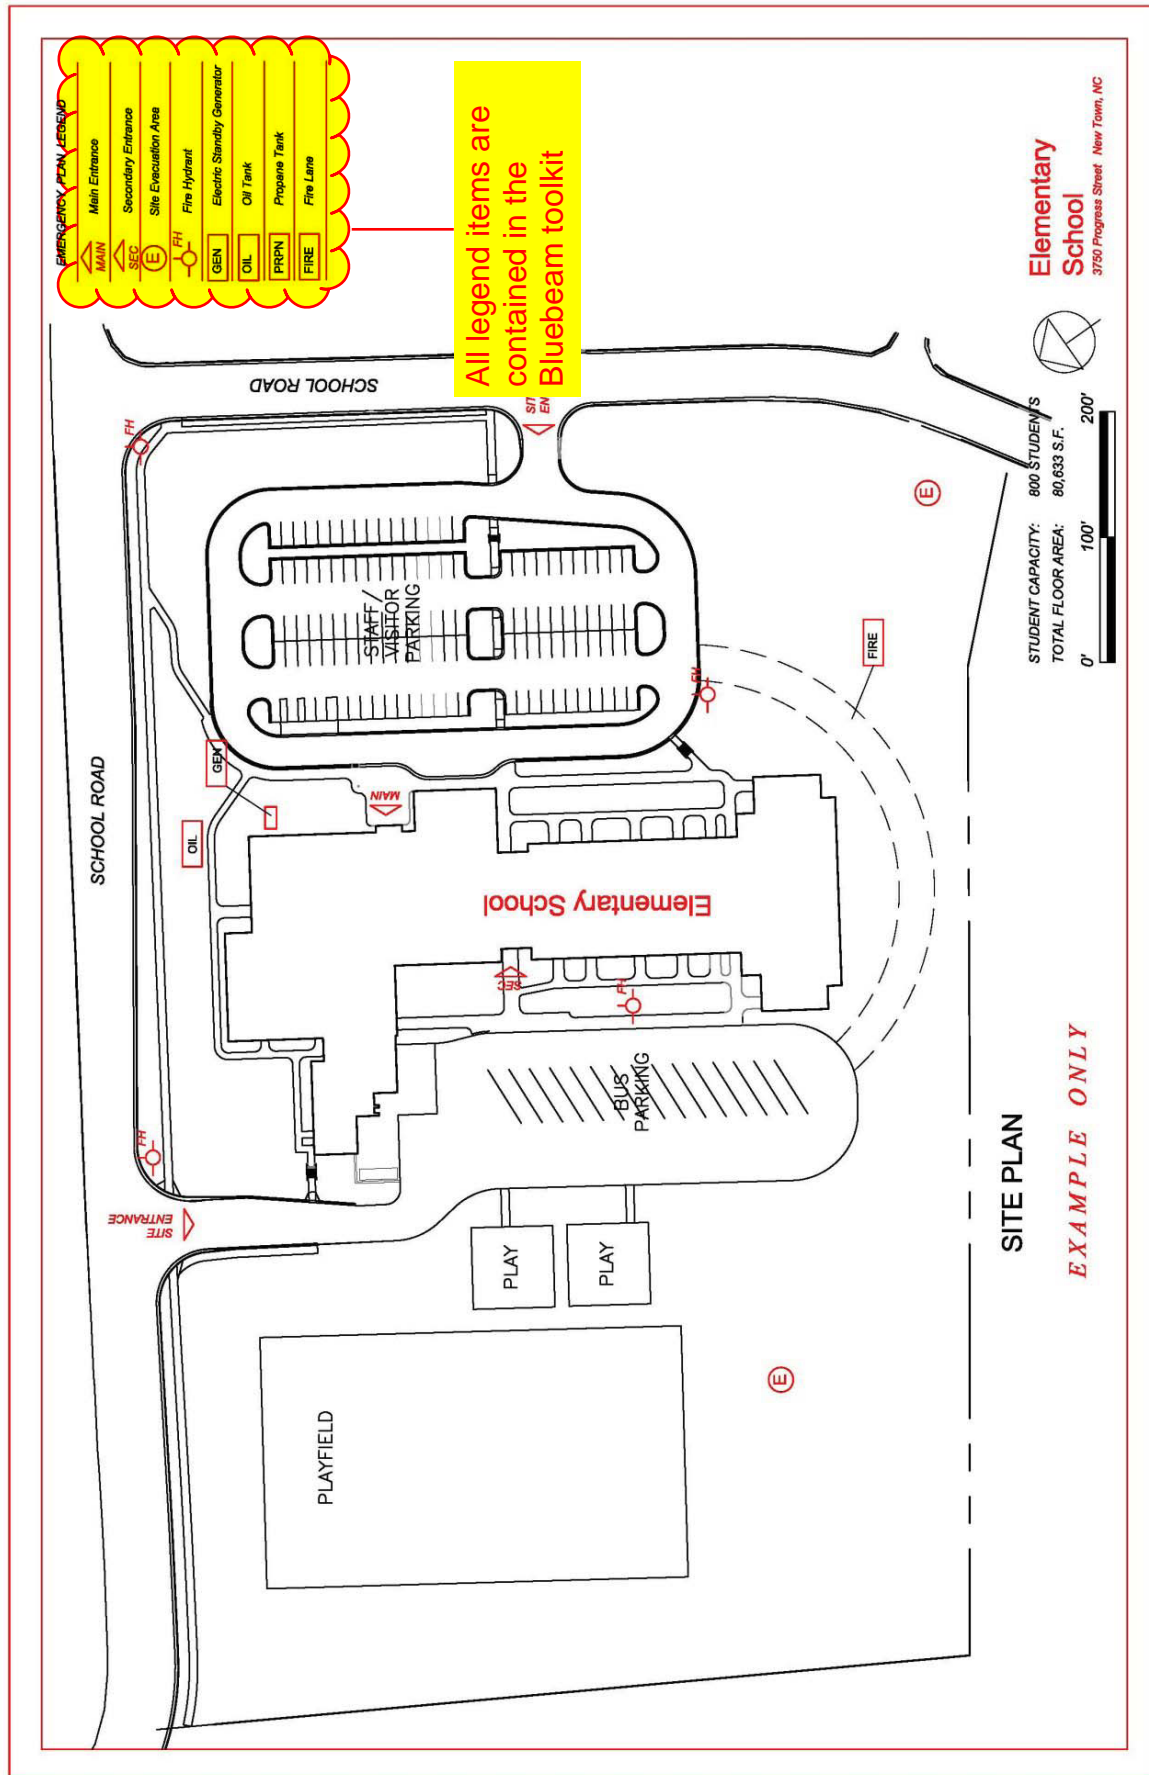 EMERGENCY PLAN LEGEND
MAIN
Main Entrance
SEC
Secondary Entrance
E
Site Evacuation Area
FH
Fire Hydrant
GEN
Electric Standby Generator
OIL
Oil Tank
PRPN
Propane Tank
FIRE
Fire Lane
All legend items are
contained in the
Bluebeam toolkit
SCHOOL ROAD
SCHOOL ROAD
FH
SIT
EN
STAFF/
VISITOR
PARKING
GEN
OIL
MAIN
FH
FIRE
E
Elementary School
SEC
FH
BUS
PARKING
FH
SITE
ENTRANCE
PLAY
PLAY
PLAYFIELD
E
SITE PLAN
EXAMPLE ONLY
STUDENT CAPACITY: 800 STUDENTS
TOTAL FLOOR AREA: 80,633 S.F.
0' 100' 200'
Elementary
School
3750 Progress Street New Town, NC